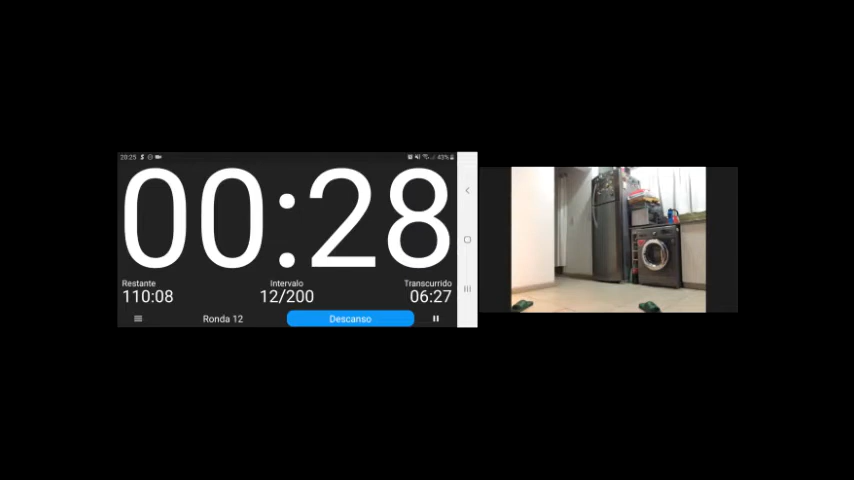 20:25
43%
00:28
Restante
Intervalo
Transcurrido
110:08
12/200
06:27
Ronda 12
Descanso